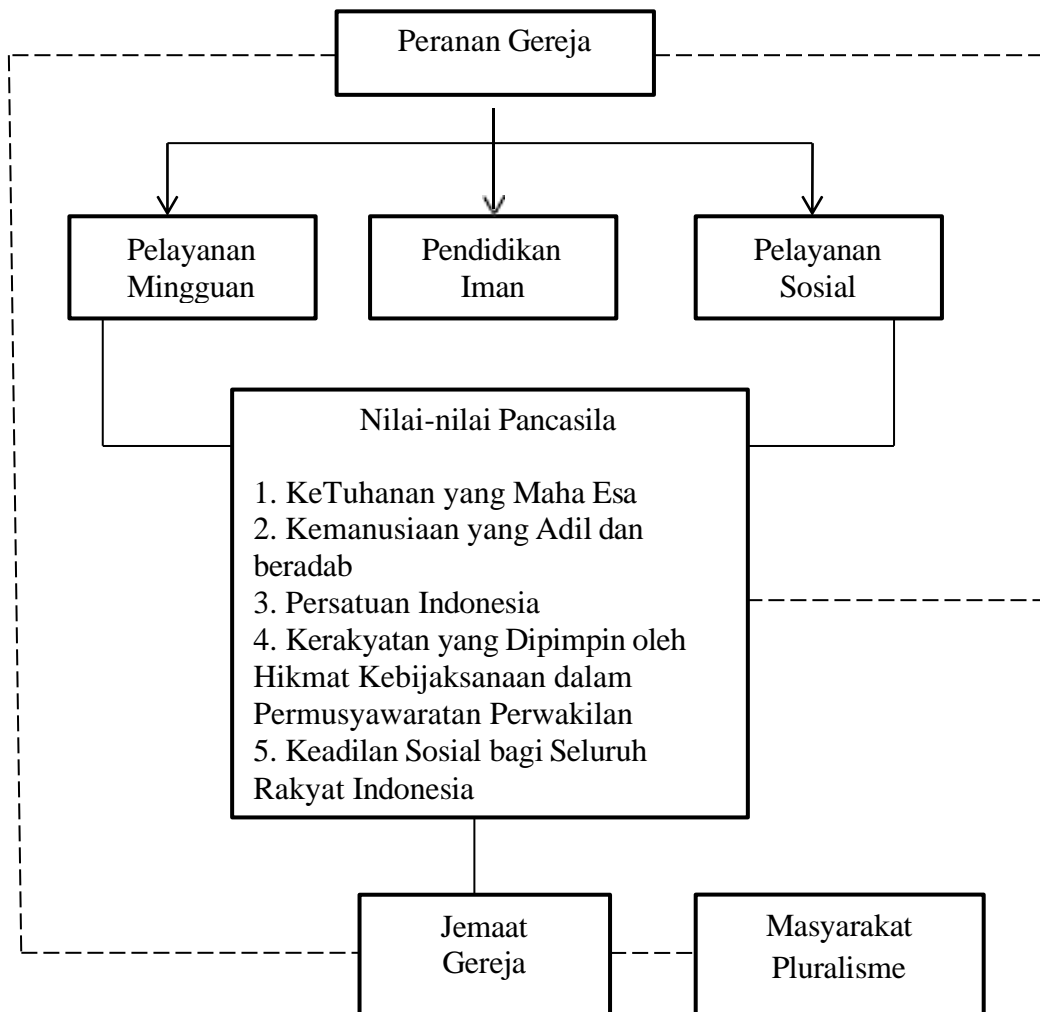 Peranan Gereja
Pelayanan
Mingguan
Pendidikan
Iman
Pelayanan
Sosial
Nilai-nilai Pancasila
1. KeTuhanan yang Maha Esa
2. Kemanusiaan yang Adil dan
beradab
3. Persatuan Indonesia
4. Kerakyatan yang Dipimpin oleh
Hikmat Kebijaksanaan dalam
Permusyawaratan Perwakilan
5. Keadilan Sosial bagi Seluruh
Rakyat Indonesia
Jemaat
Gereja
Masyarakat
Pluralisme